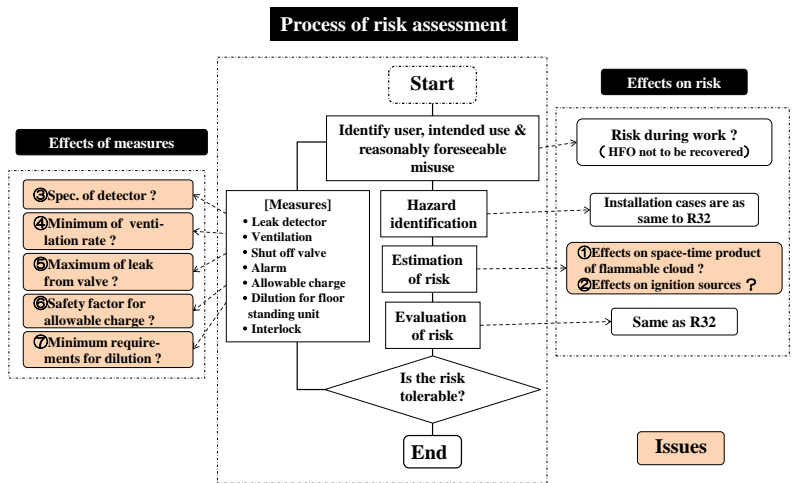 Process of risk assessment
Start
Effects on risk
Effects of measures
Identify user, intended use &
reasonably foreseeable
misuse
Risk during work ?
( HFO not to be recovered)
③Spec. of detector ?
④Minimum of venti-
lation rate ?
⑤Maximum of leak
from valve ?
⑥Safety factor for
allowable charge ?
⑦Minimum require-
ments for dilution ?
[Measures]
• Leak detector
• Ventilation
• Shut off valve
• Alarm
• Allowable charge
• Dilution for floor
standing unit
• Interlock
Hazard
identification
Installation cases are as
same to R32
Estimation
of risk
①Effects on space-time product
of flammable cloud ?
②Effects on ignition sources ?
Evaluation
of risk
Same as R32
Is the risk
tolerable?
End
Issues